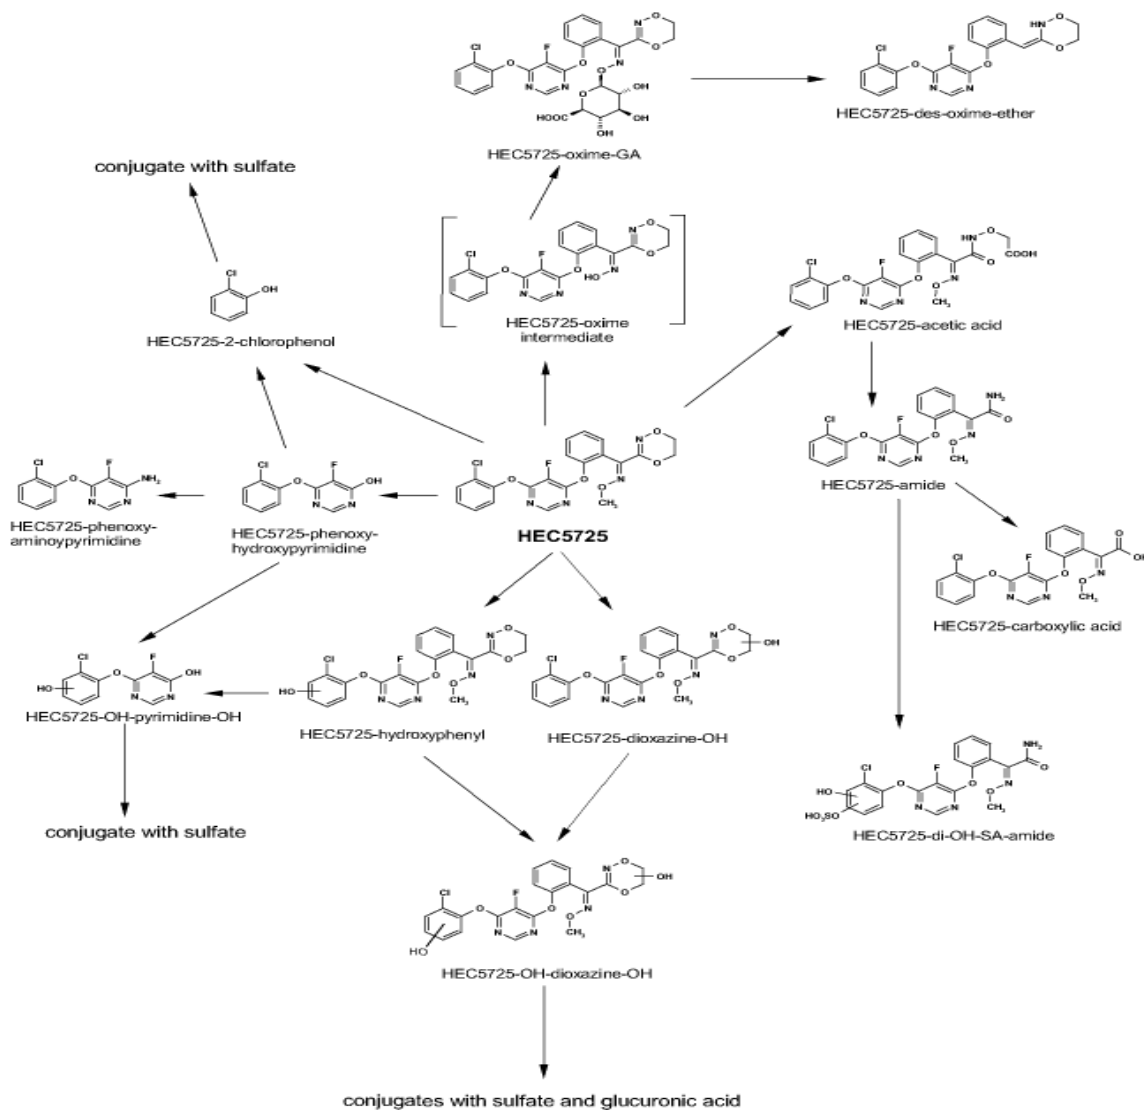 HEC5725-des-oxime-ether
HEC5725-oxime-GA
conjugate with sulfate
HEC5725-oxime
intermediate
HEC5725-acetic acid
HEC5725-2-chlorophenol
HEC5725-amide
HEC5725-phenoxy-
aminopyrimidine
HEC5725-phenoxy-
hydroxypyrimidine
HEC5725
HEC5725-carboxylic acid
HEC5725-OH-pyrimidine-OH
HEC5725-hydroxyphenyl
HEC5725-dioxazine-OH
conjugate with sulfate
HEC5725-di-OH-SA-amide
HEC5725-OH-dioxazine-OH
conjugates with sulfate and glucuronic acid